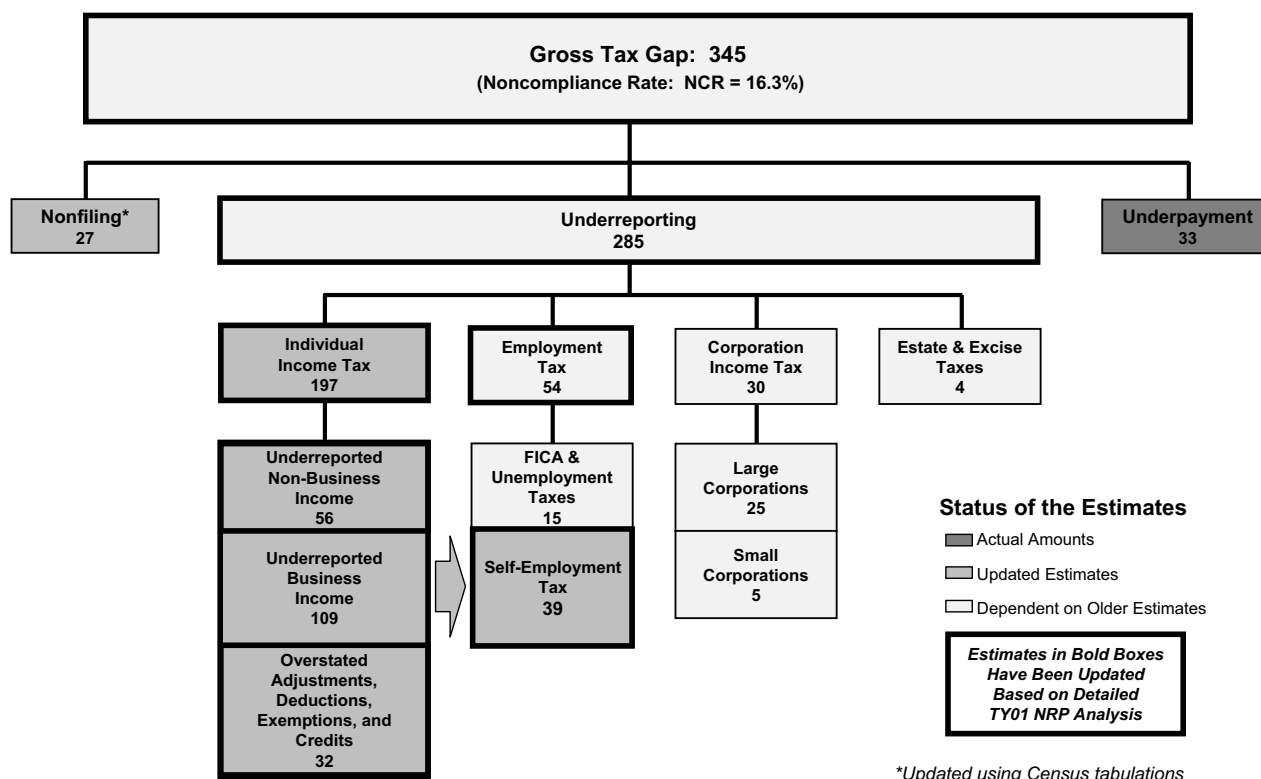 Gross Tax Gap: 345
(Noncompliance Rate: NCR = 16.3%)
Nonfiling*
27
Underreporting
285
Underpayment
33
Individual
Income Tax
197
Employment
Tax
54
Corporation
Income Tax
30
Estate & Excise
Taxes
4
Underreported
Non-Business
Income
56
FICA &
Unemployment
Taxes
15
Large
Corporations
25
Underreported
Business
Income
109
Self-Employment
Tax
39
Small
Corporations
5
Overstated
Adjustments,
Deductions,
Exemptions, and
Credits
32
Status of the Estimates
Actual Amounts
Updated Estimates
Dependent on Older Estimates
Estimates in Bold Boxes
Have Been Updated
Based on Detailed
TY01 NRP Analysis
*Updated using Census tabulations